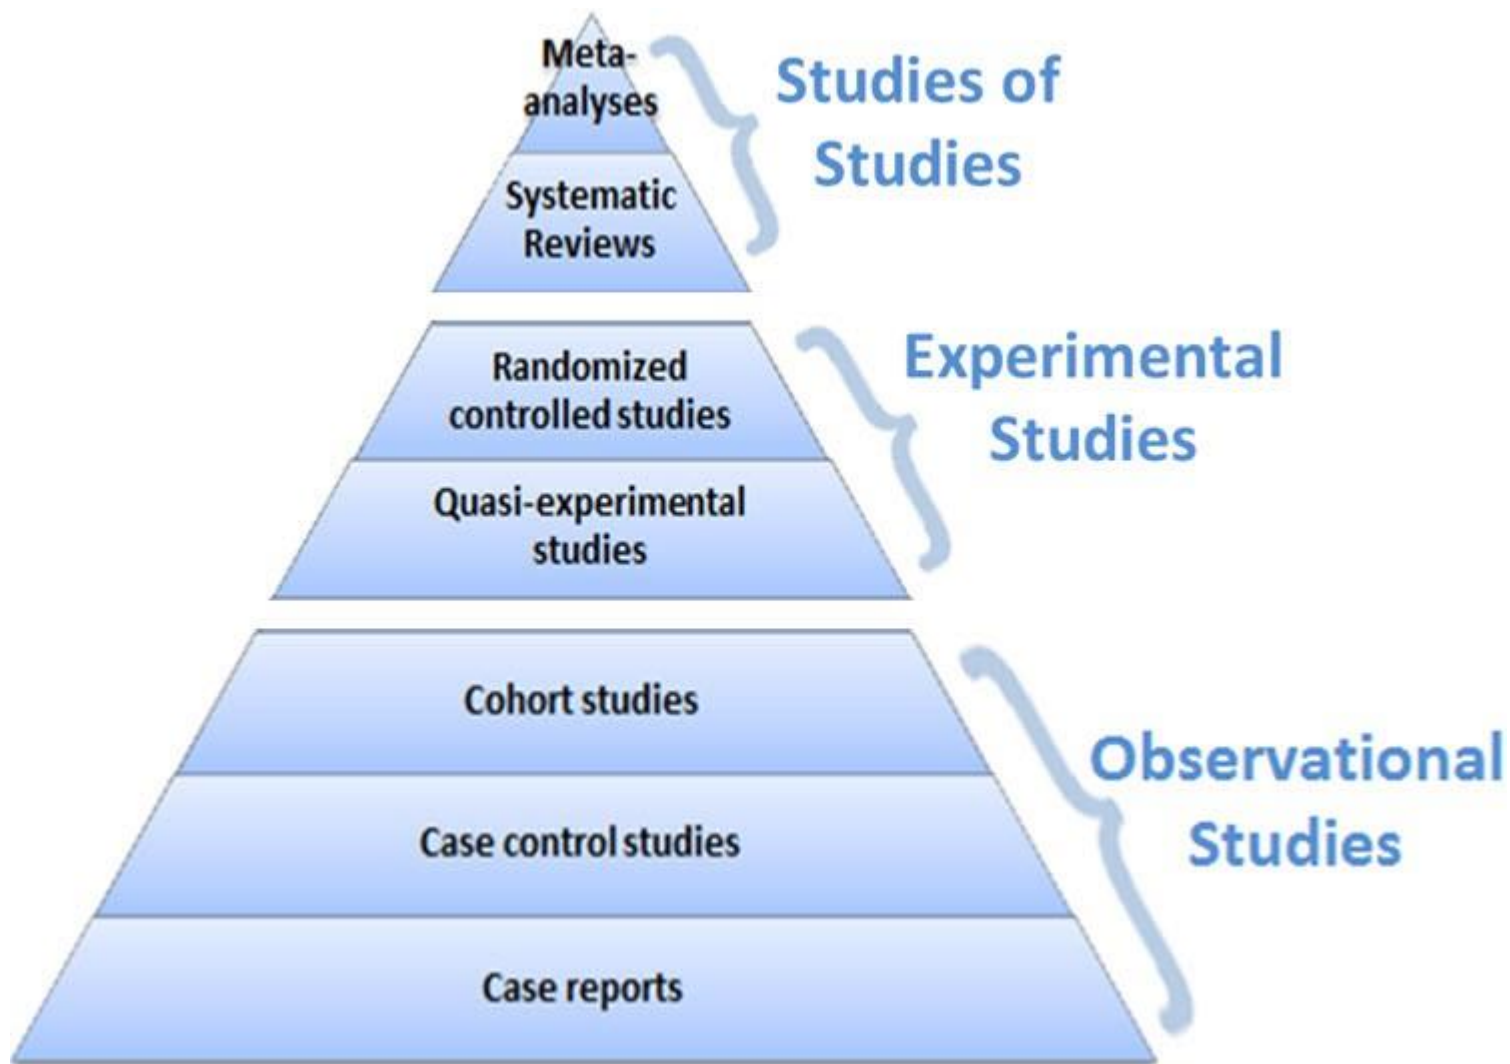 Meta-
analyses
Studies of
Studies
Systematic
Reviews
Randomized
controlled studies
Experimental
Studies
Quasi-experimental
studies
Cohort studies
Observational
Studies
Case control studies
Case reports